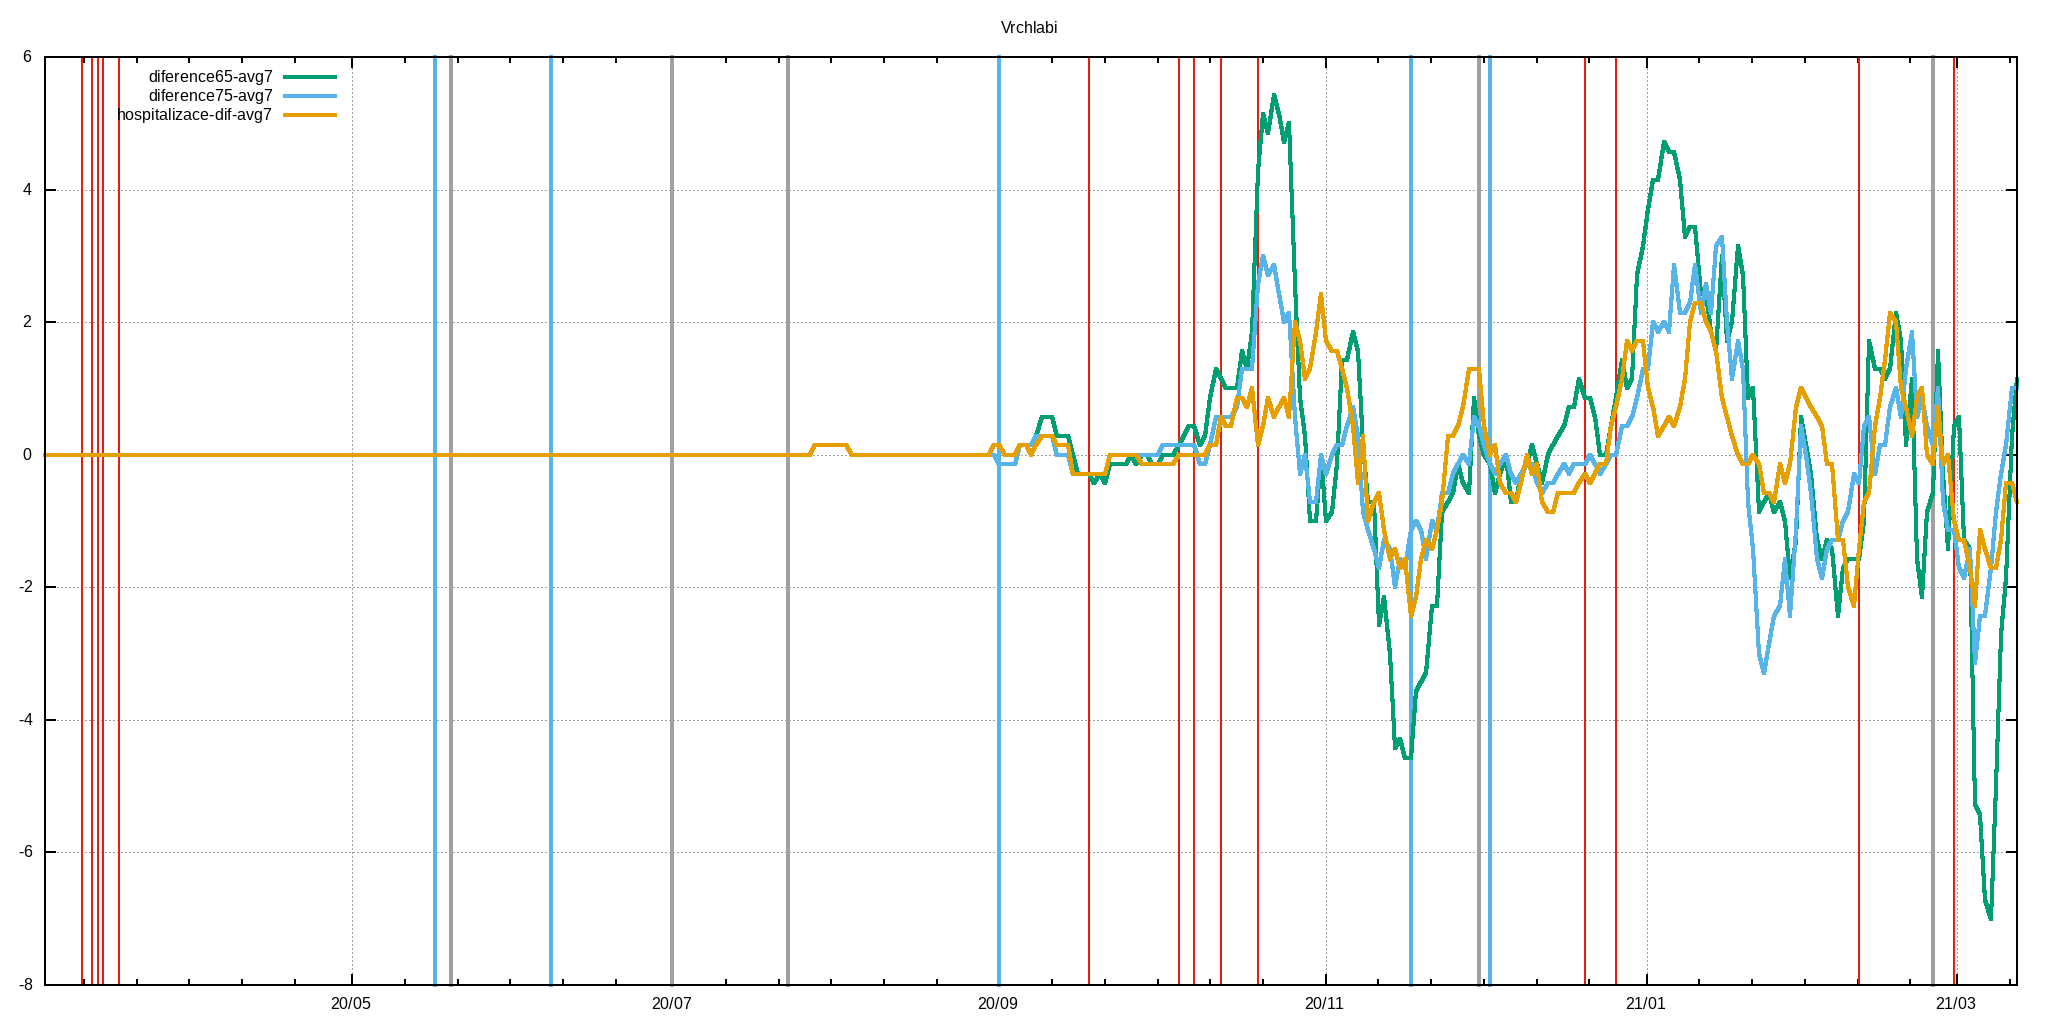 Vrchlabi
diference65-avg7
diference75-avg7
hospitalizace-dif-avg7
6
4
2
0
-2
-4
-6
-8
20/05 20/07 20/09 20/11 21/01 21/03